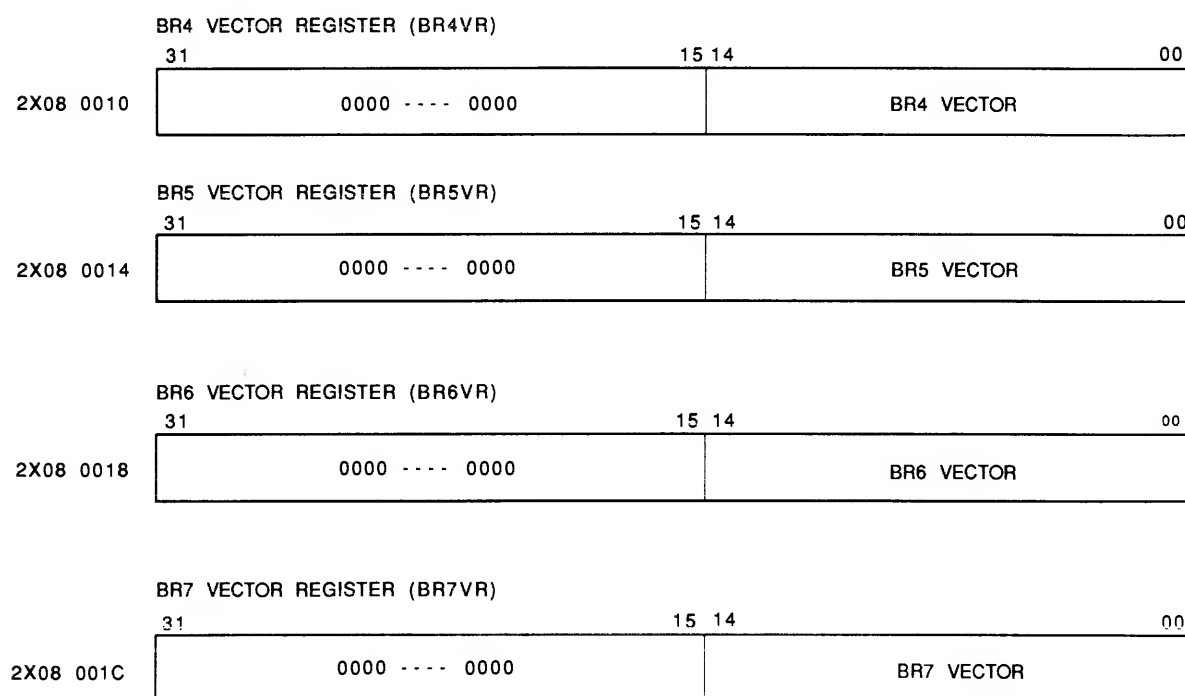 BR4 VECTOR REGISTER (BR4VR)
31 15 14 00
2X08 0010 0000 ---- 0000 BR4 VECTOR
BR5 VECTOR REGISTER (BR5VR)
31 15 14 00
2X08 0014 0000 ---- 0000 BR5 VECTOR
BR6 VECTOR REGISTER (BR6VR)
31 15 14 00
2X08 0018 0000 ---- 0000 BR6 VECTOR
BR7 VECTOR REGISTER (BR7VR)
31 15 14 00
2X08 001C 0000 ---- 0000 BR7 VECTOR